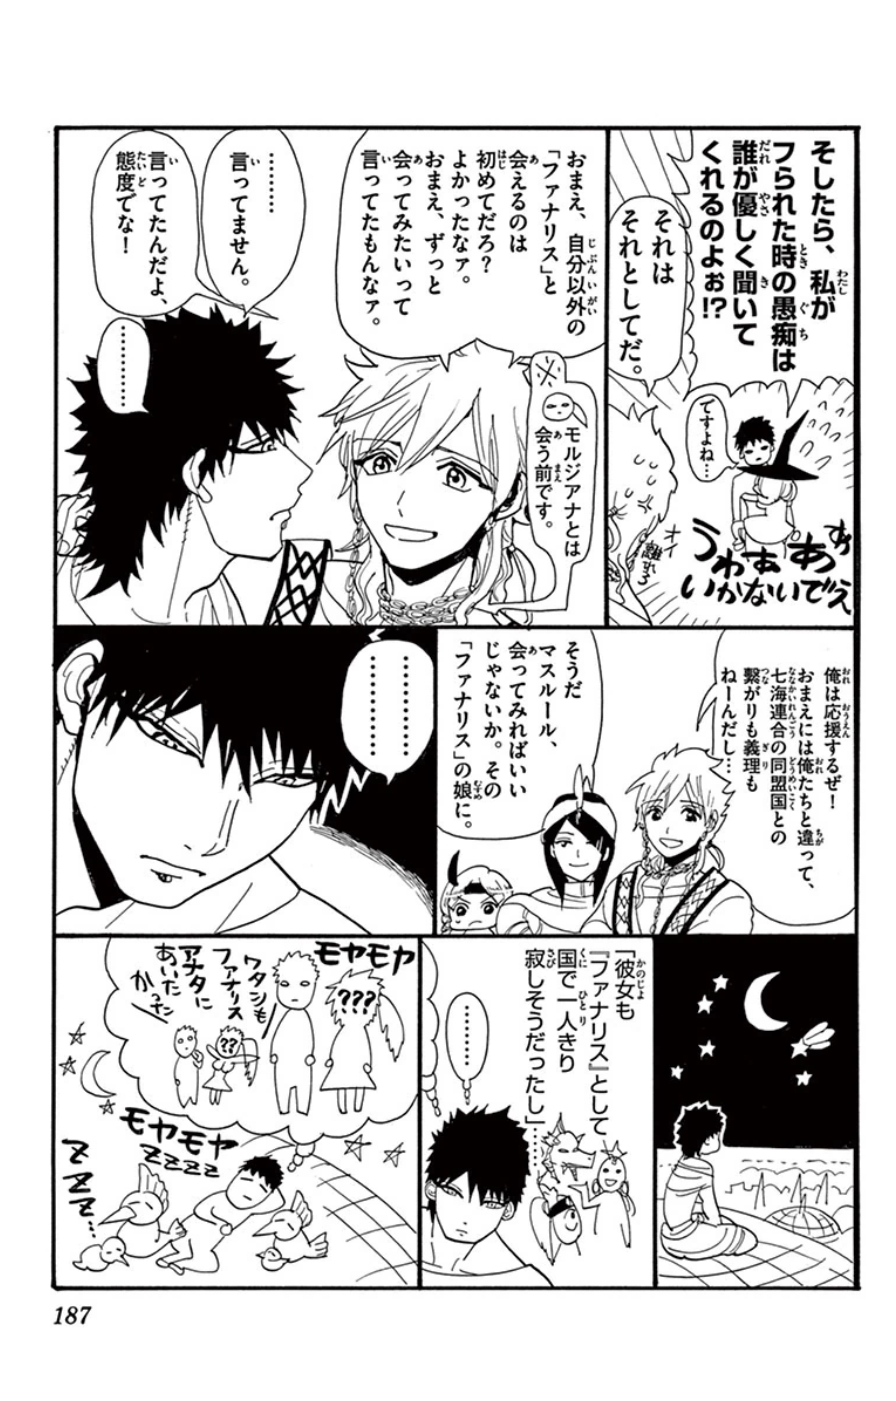 そしたら、私が
フられた時の愚痴は
誰が優しく聞いて
くれるのよぉ!?
それは
それとしてだ。
ですよね…
オイ
離れろ
うわぁあああ
いかないでえ
おまえ、自分以外の
「ファナリス」と
会えるのは
初めてだろ?
よかったなァ。
おまえ、ずっと
会ってみたいって
言ってたもんなァ。
※
モルジアナとは
会う前です。
………
言ってません。
言ってたんだよ、
態度でな!
………
俺は応援するぜ!
おまえには俺たちと違って、
七海連合の同盟国との
繋がりも義理も
ねーんだし…
そうだ
マスルール、
会ってみればいい
じゃないか。その
「ファナリス」の娘に。
…………
「彼女も
『ファナリス』として
国で一人きり
寂しそうだったし」……
………
モヤモヤ
???
ワタシも
ファナリス
??
アナタに
あいた
かった
モヤモヤ
ZZZZ
ZZZ…
187